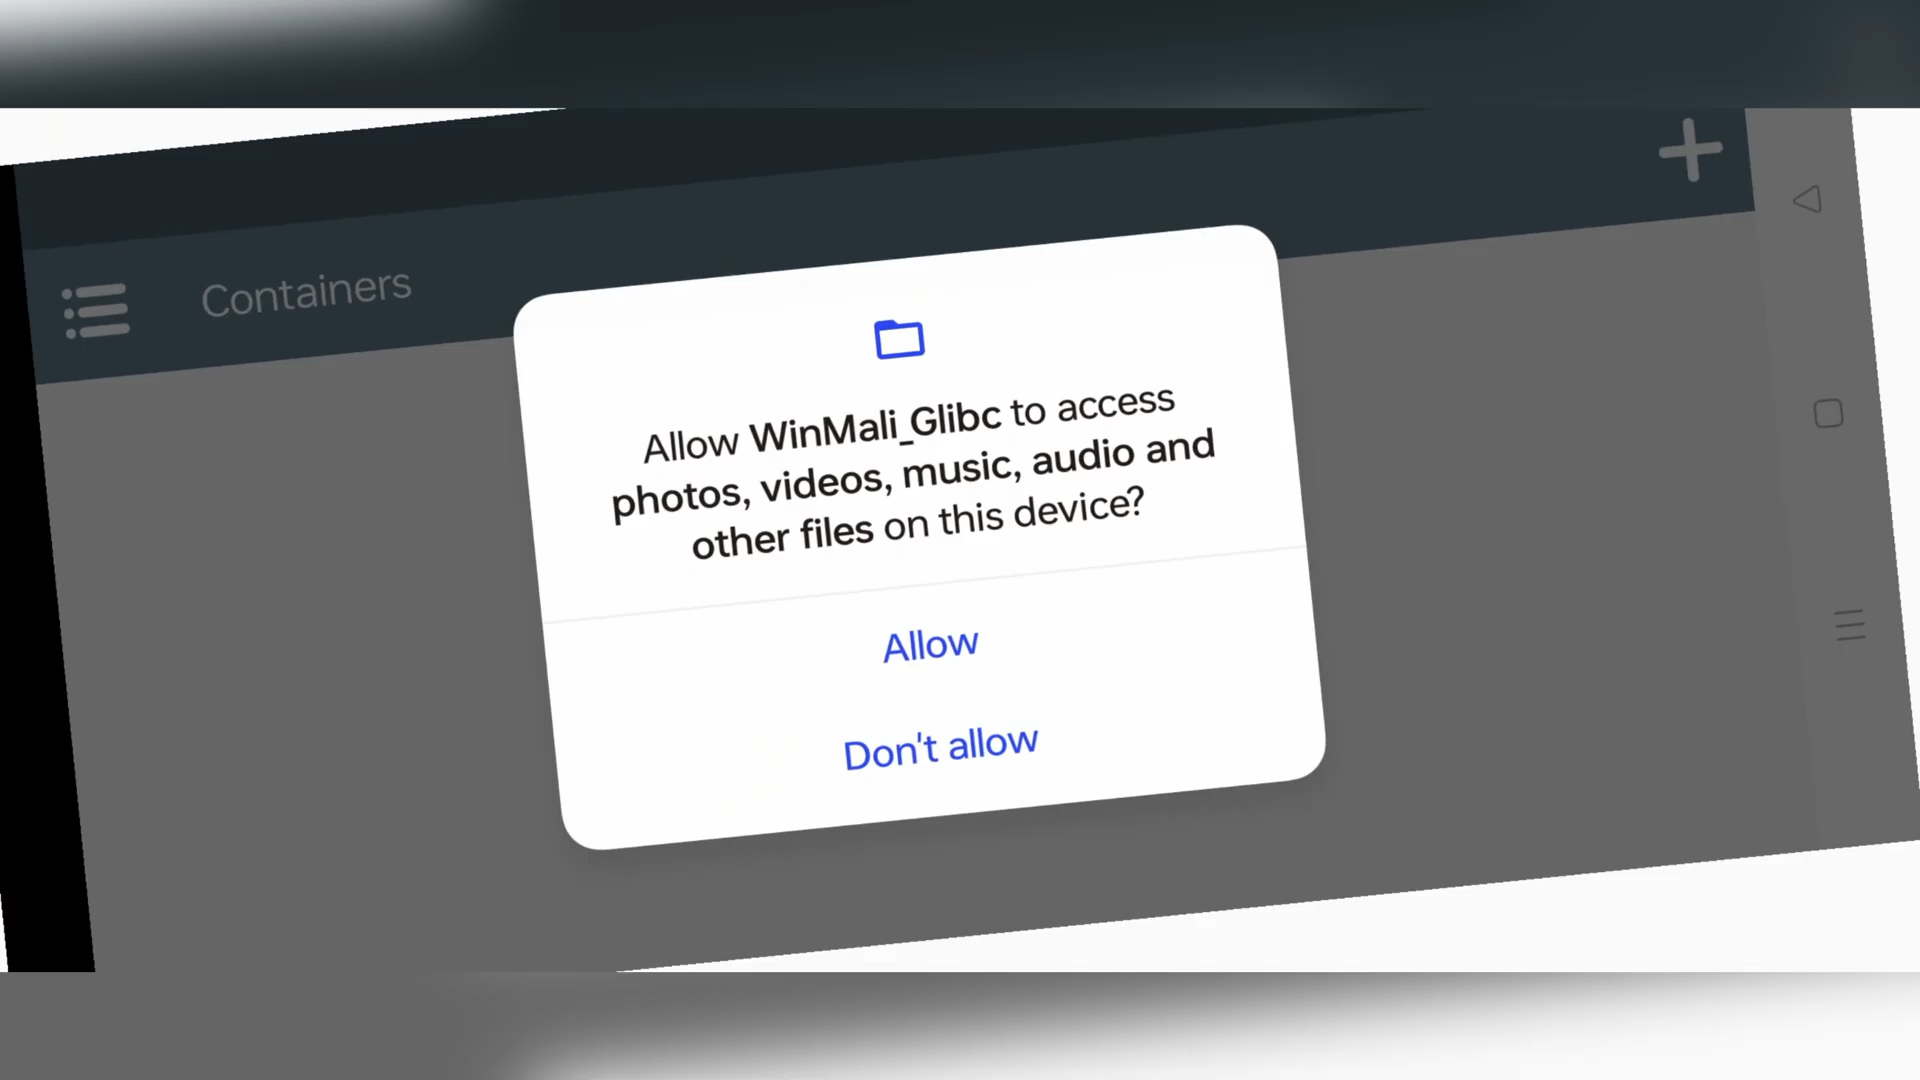 Containers
Allow WinMali_Glibc to access
photos, videos, music, audio and
other files on this device?
Allow
Don't allow